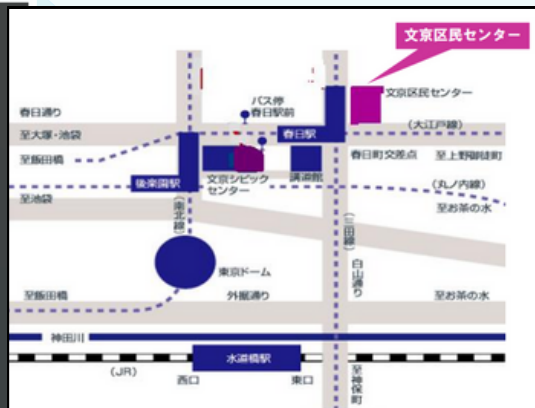 文京区民センター
バス停
春日駅前
文京区民センター
春日通り
(大江戸線)
春日駅
至大塚・池袋
至飯田橋
春日町交差点
至上野御徒町
後楽園駅
文京シビック
センター
講道館
(丸ノ内線)
至池袋
(南北線)
(三田線)
至お茶の水
白山通り
東京ドーム
至飯田橋
外堀通り
至お茶の水
神田川
水道橋駅
(JR)
西口
東口
至神保町